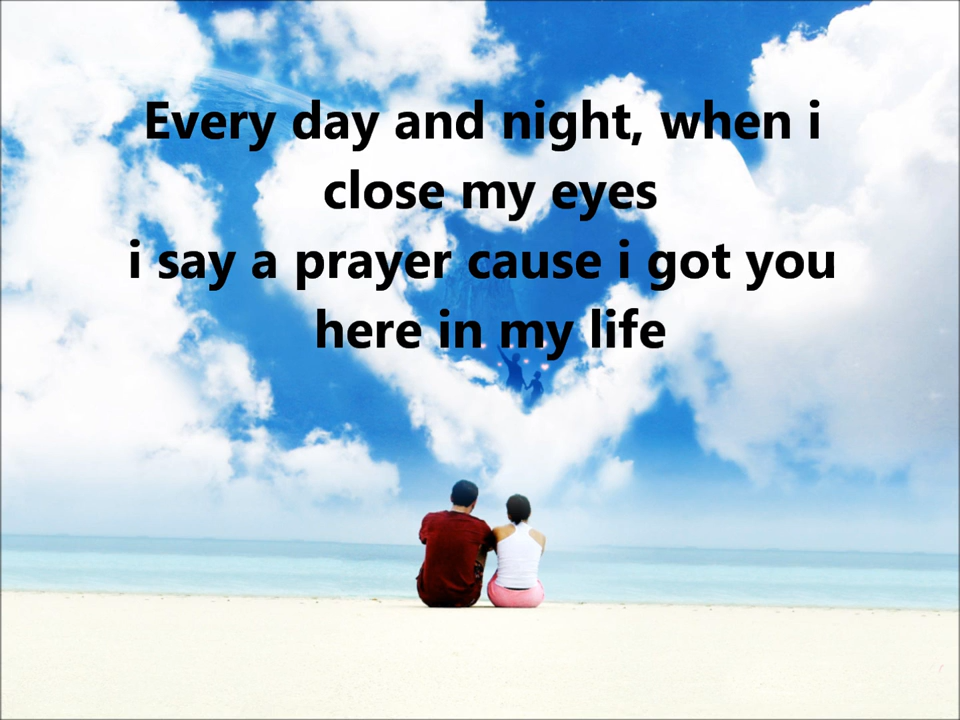 Every day and night, when i
close my eyes
i say a prayer cause i got you
here in my life